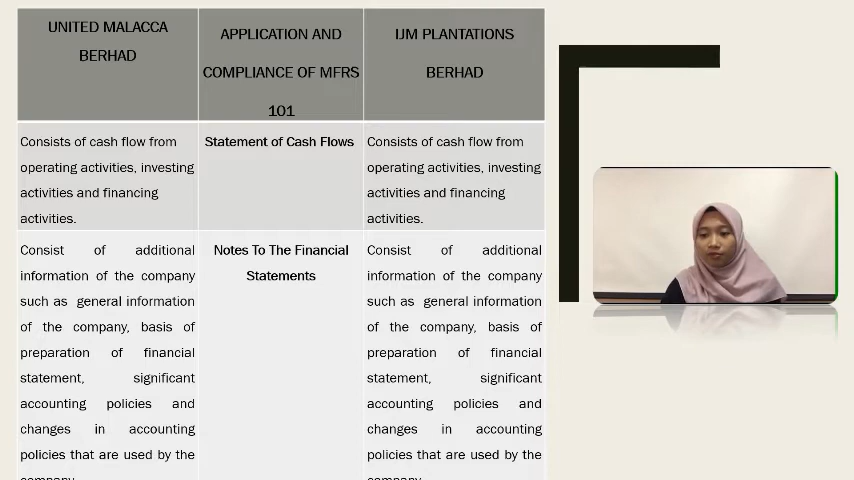 UNITED MALACCA
BERHAD
APPLICATION AND
COMPLIANCE OF MFRS
101
IJM PLANTATIONS
BERHAD
Consists of cash flow from
operating activities, investing
activities and financing
activities.
Statement of Cash Flows
Consists of cash flow from
operating activities, investing
activities and financing
activities.
Consist of additional
information of the company
such as general information
of the company, basis of
preparation of financial
statement, significant
accounting policies and
changes in accounting
policies that are used by the
company.
Notes To The Financial
Statements
Consist of additional
information of the company
such as general information
of the company, basis of
preparation of financial
statement, significant
accounting policies and
changes in accounting
policies that are used by the
company.